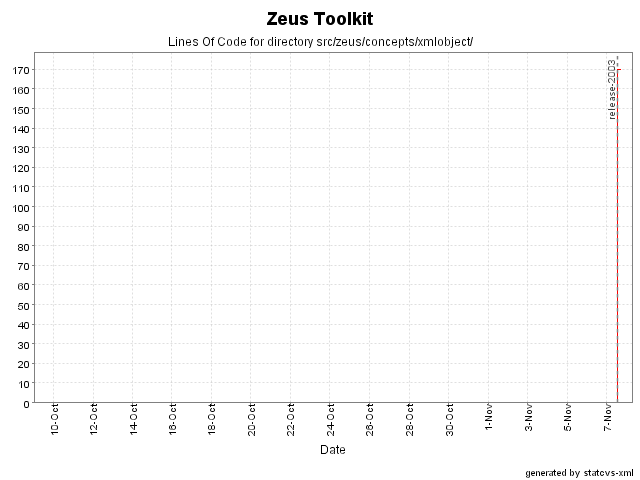 Zeus Toolkit
Lines Of Code for directory src/zeus/concepts/xmlobject/
170
160
150
140
130
120
110
100
90
80
70
60
50
40
30
20
10
0
release-2003
10-Oct
12-Oct
14-Oct
16-Oct
18-Oct
20-Oct
22-Oct
24-Oct
26-Oct
28-Oct
30-Oct
1-Nov
3-Nov
5-Nov
7-Nov
Date
generated by statcvs-xml